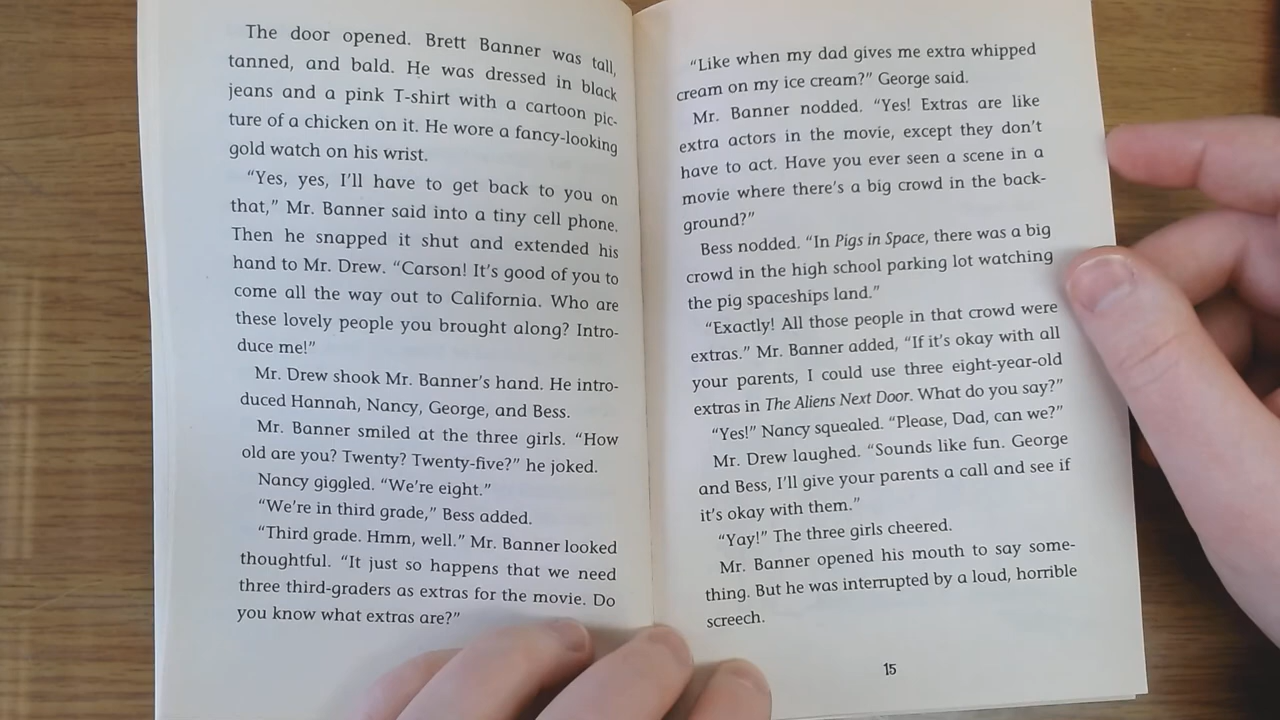 The door opened. Brett Banner was tall,
tanned, and bald. He was dressed in black
jeans and a pink T-shirt with a cartoon pic-
ture of a chicken on it. He wore a fancy-looking
gold watch on his wrist.
“Yes, yes, I’ll have to get back to you on
that,” Mr. Banner said into a tiny cell phone.
Then he snapped it shut and extended his
hand to Mr. Drew. “Carson! It’s good of you to
come all the way out to California. Who are
these lovely people you brought along? Intro-
duce me!”
Mr. Drew shook Mr. Banner’s hand. He intro-
duced Hannah, Nancy, George, and Bess.
Mr. Banner smiled at the three girls. “How
old are you? Twenty? Twenty-five?” he joked.
Nancy giggled. “We’re eight.”
“We’re in third grade,” Bess added.
“Third grade. Hmm, well.” Mr. Banner looked
thoughtful. “It just so happens that we need
three third-graders as extras for the movie. Do
you know what extras are?”
“Like when my dad gives me extra whipped
cream on my ice cream?” George said.
Mr. Banner nodded. “Yes! Extras are like
extra actors in the movie, except they don’t
have to act. Have you ever seen a scene in a
movie where there’s a big crowd in the back-
ground?”
Bess nodded. “In Pigs in Space, there was a big
crowd in the high school parking lot watching
the pig spaceships land.”
“Exactly! All those people in that crowd were
extras.” Mr. Banner added, “If it’s okay with all
your parents, I could use three eight-year-old
extras in The Aliens Next Door. What do you say?”
“Yes!” Nancy squealed. “Please, Dad, can we?”
Mr. Drew laughed. “Sounds like fun. George
and Bess, I’ll give your parents a call and see if
it’s okay with them.”
“Yay!” The three girls cheered.
Mr. Banner opened his mouth to say some-
thing. But he was interrupted by a loud, horrible
screech.
15